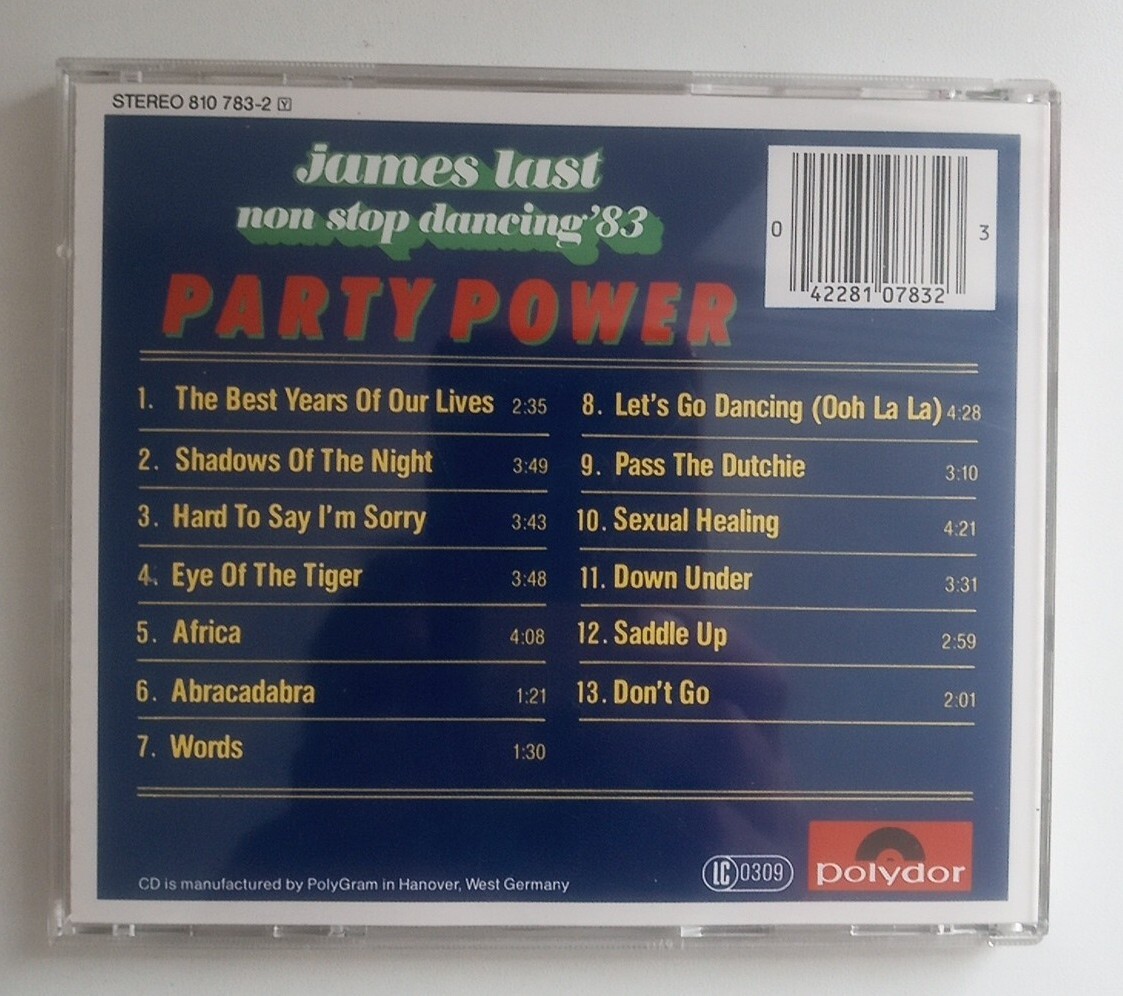 STEREO 810 783-2 Y
james last
non stop dancing '83
PARTY POWER
0 42281 07832 3
1. The Best Years Of Our Lives 2:35
2. Shadows Of The Night 3:49
3. Hard To Say I'm Sorry 3:43
4. Eye Of The Tiger 3:48
5. Africa 4:08
6. Abracadabra 1:21
7. Words 1:30
8. Let's Go Dancing (Ooh La La) 4:28
9. Pass The Dutchie 3:10
10. Sexual Healing 4:21
11. Down Under 3:31
12. Saddle Up 2:59
13. Don't Go 2:01
CD is manufactured by PolyGram in Hanover, West Germany
LC 0309
polydor